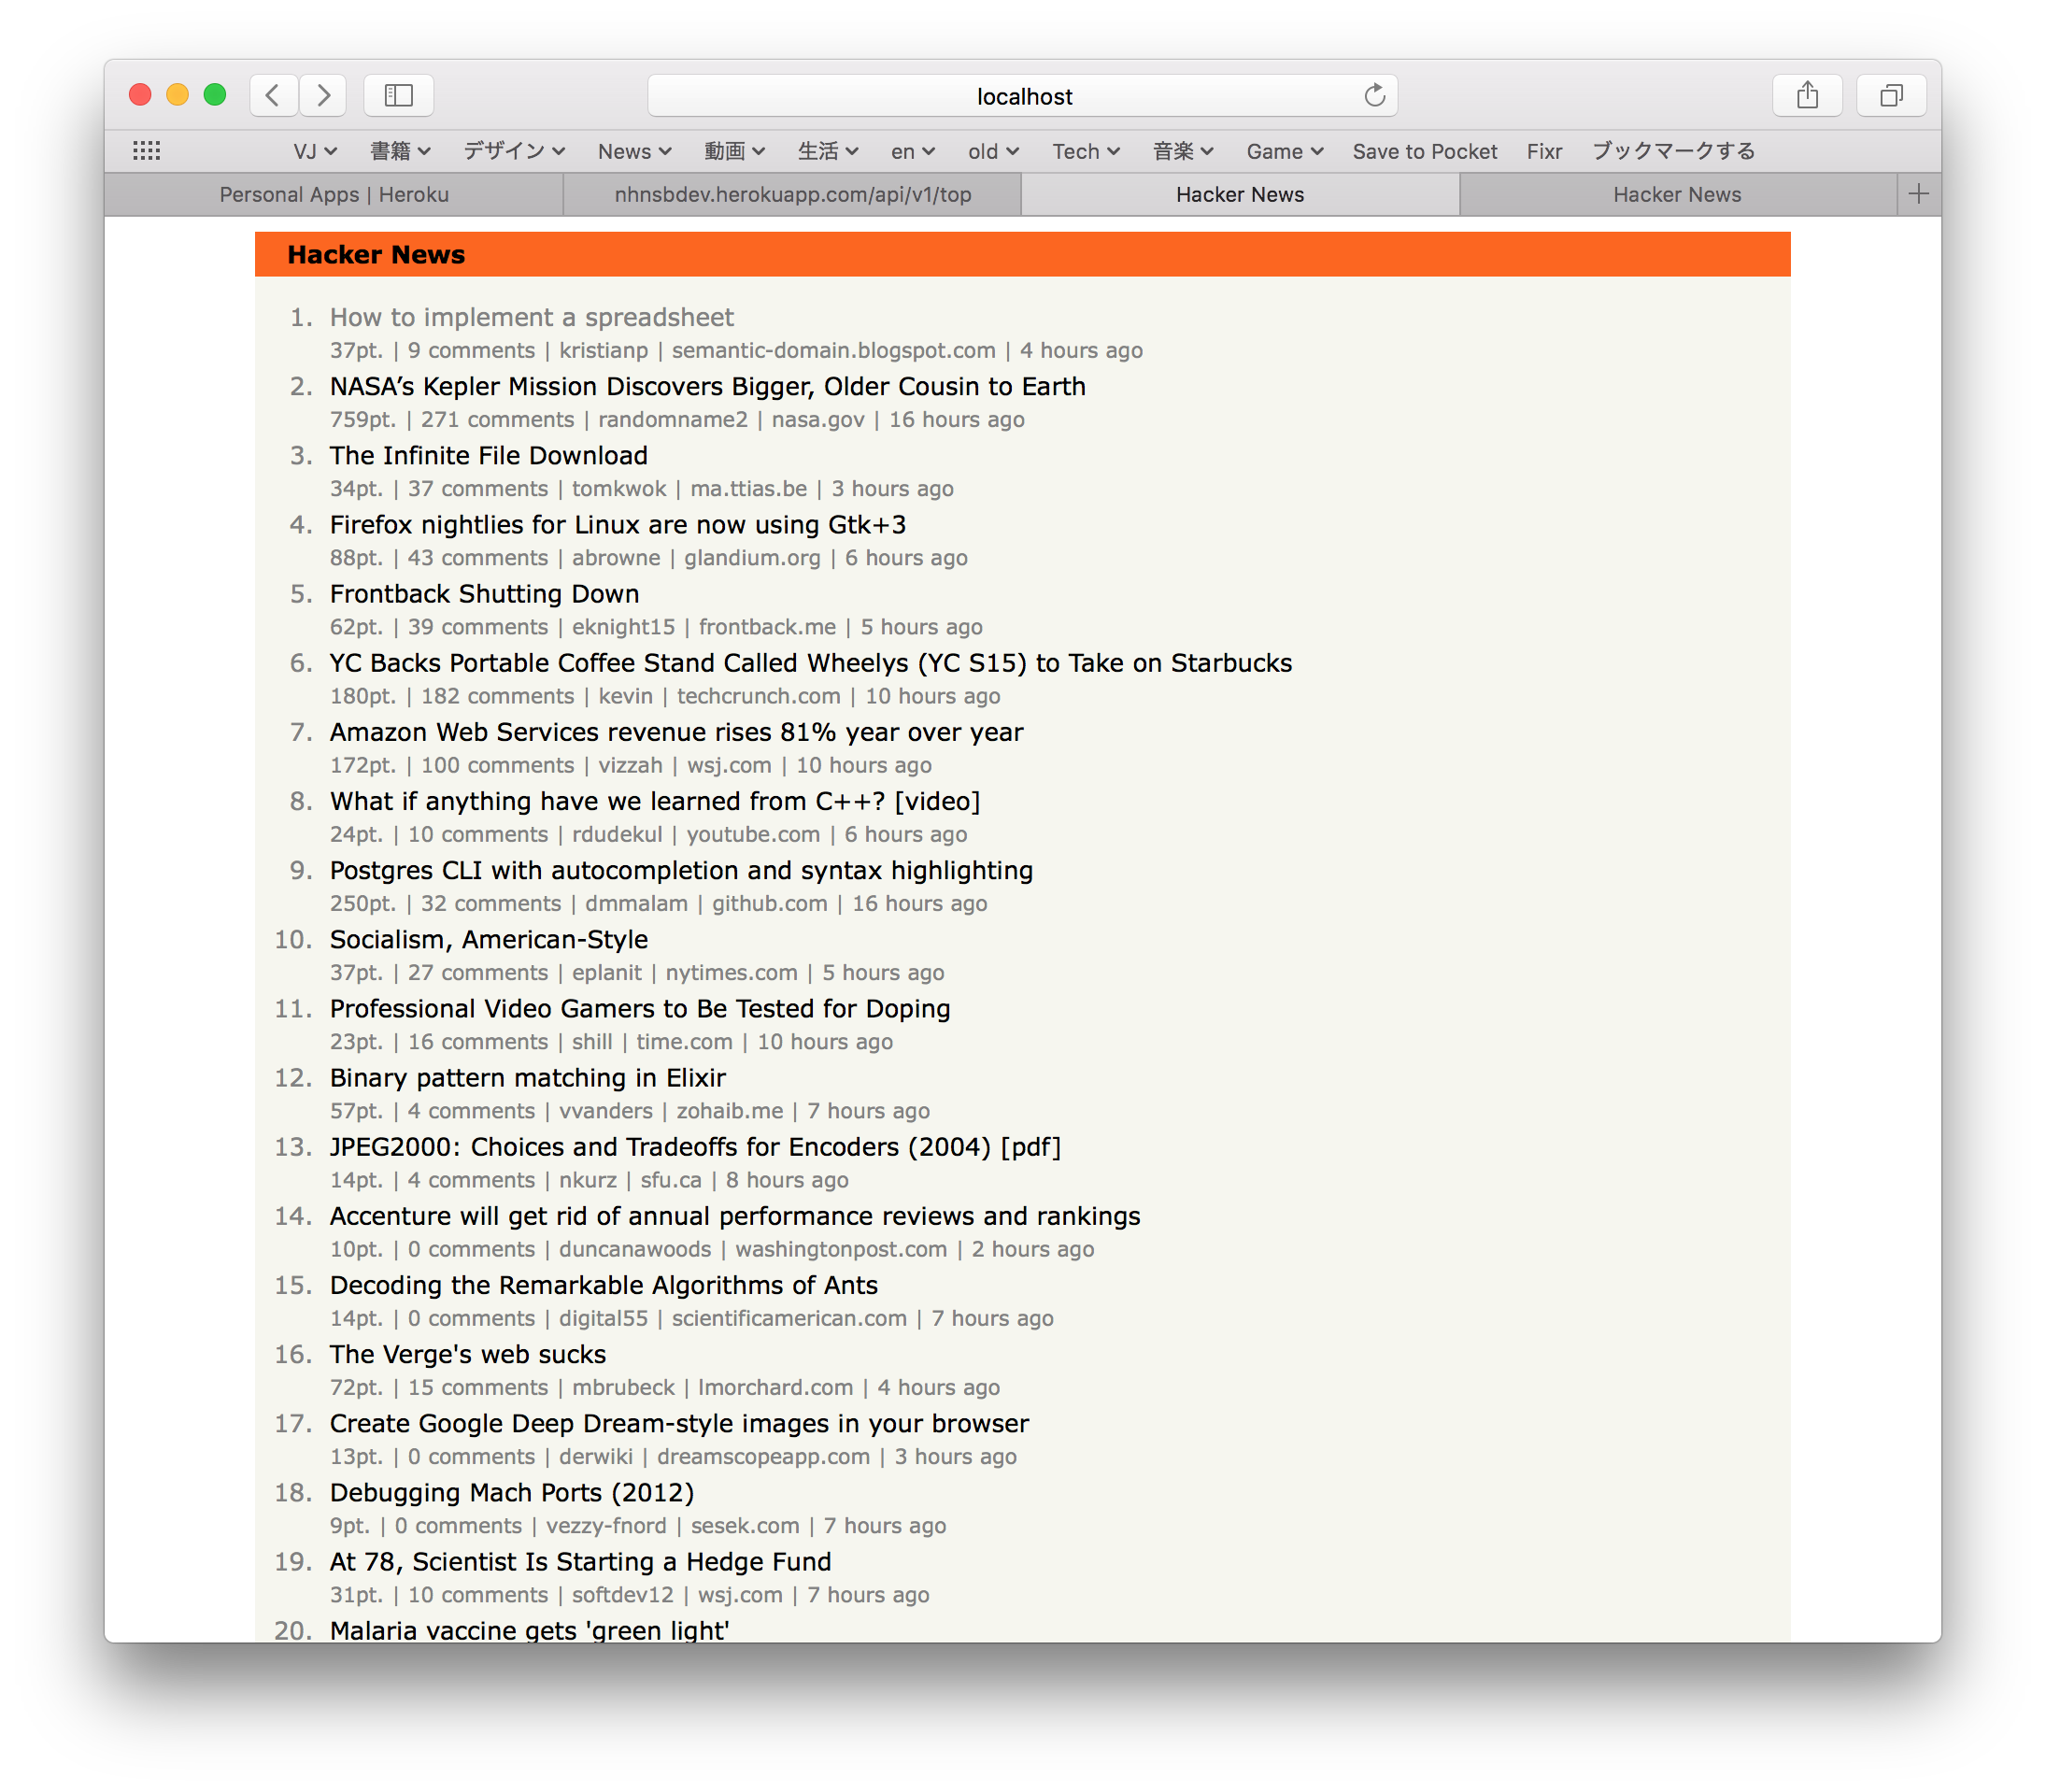 localhost
VJ 書籍 デザイン News 動画 生活 en old Tech 音楽 Game Save to Pocket Fixr ブックマークする
Personal Apps | Heroku nhnsbdev.herokuapp.com/api/v1/top Hacker News Hacker News
Hacker News
1. How to implement a spreadsheet
37pt. | 9 comments | kristianp | semantic-domain.blogspot.com | 4 hours ago
2. NASA’s Kepler Mission Discovers Bigger, Older Cousin to Earth
759pt. | 271 comments | randomname2 | nasa.gov | 16 hours ago
3. The Infinite File Download
34pt. | 37 comments | tomkwok | ma.ttias.be | 3 hours ago
4. Firefox nightlies for Linux are now using Gtk+3
88pt. | 43 comments | abrowne | glandium.org | 6 hours ago
5. Frontback Shutting Down
62pt. | 39 comments | eknight15 | frontback.me | 5 hours ago
6. YC Backs Portable Coffee Stand Called Wheelys (YC S15) to Take on Starbucks
180pt. | 182 comments | kevin | techcrunch.com | 10 hours ago
7. Amazon Web Services revenue rises 81% year over year
172pt. | 100 comments | vizzah | wsj.com | 10 hours ago
8. What if anything have we learned from C++? [video]
24pt. | 10 comments | rdudekul | youtube.com | 6 hours ago
9. Postgres CLI with autocompletion and syntax highlighting
250pt. | 32 comments | dmmalam | github.com | 16 hours ago
10. Socialism, American-Style
37pt. | 27 comments | eplanit | nytimes.com | 5 hours ago
11. Professional Video Gamers to Be Tested for Doping
23pt. | 16 comments | shill | time.com | 10 hours ago
12. Binary pattern matching in Elixir
57pt. | 4 comments | vvanders | zohaib.me | 7 hours ago
13. JPEG2000: Choices and Tradeoffs for Encoders (2004) [pdf]
14pt. | 4 comments | nkurz | sfu.ca | 8 hours ago
14. Accenture will get rid of annual performance reviews and rankings
10pt. | 0 comments | duncanawoods | washingtonpost.com | 2 hours ago
15. Decoding the Remarkable Algorithms of Ants
14pt. | 0 comments | digital55 | scientificamerican.com | 7 hours ago
16. The Verge's web sucks
72pt. | 15 comments | mbrubeck | lmorchard.com | 4 hours ago
17. Create Google Deep Dream-style images in your browser
13pt. | 0 comments | derwiki | dreamscopeapp.com | 3 hours ago
18. Debugging Mach Ports (2012)
9pt. | 0 comments | vezzy-fnord | sesek.com | 7 hours ago
19. At 78, Scientist Is Starting a Hedge Fund
31pt. | 10 comments | softdev12 | wsj.com | 7 hours ago
20. Malaria vaccine gets 'green light'